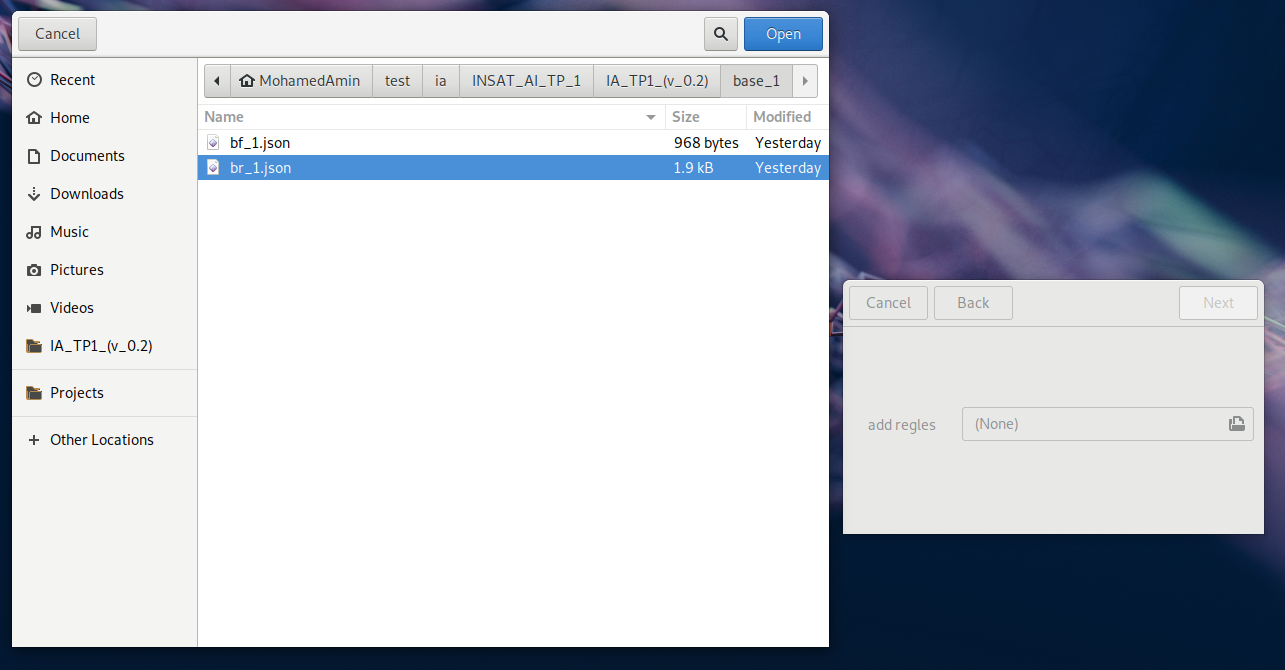 Cancel
Open
Recent
Home
Documents
Downloads
Music
Pictures
Videos
IA_TP1_(v_0.2)
Projects
Other Locations
MohamedAmin test ia INSAT_AI_TP_1 IA_TP1_(v_0.2) base_1
Name Size Modified
bf_1.json 968 bytes Yesterday
br_1.json 1.9 kB Yesterday
Cancel Back Next
add regles (None)